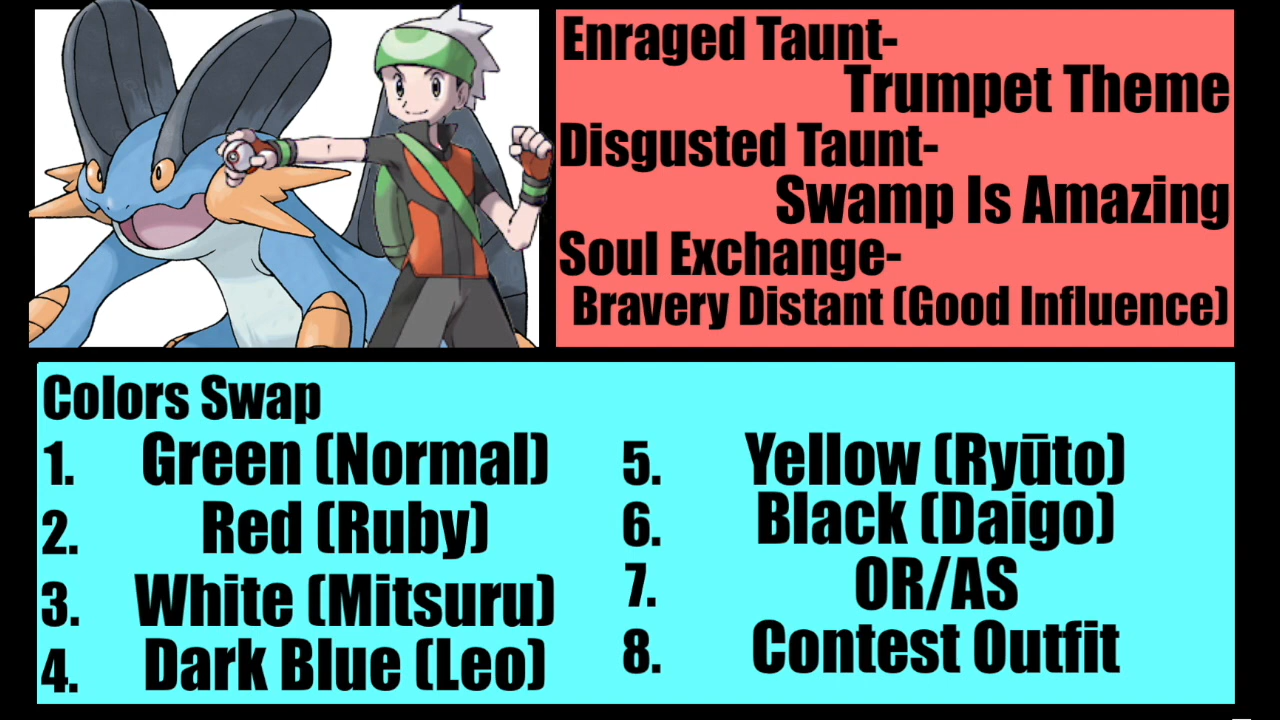 Enraged Taunt-
Trumpet Theme
Disgusted Taunt-
Swamp Is Amazing
Soul Exchange-
Bravery Distant (Good Influence)
Colors Swap
1. Green (Normal)
2. Red (Ruby)
3. White (Mitsuru)
4. Dark Blue (Leo)
5. Yellow (Ryūto)
6. Black (Daigo)
7. OR/AS
8. Contest Outfit